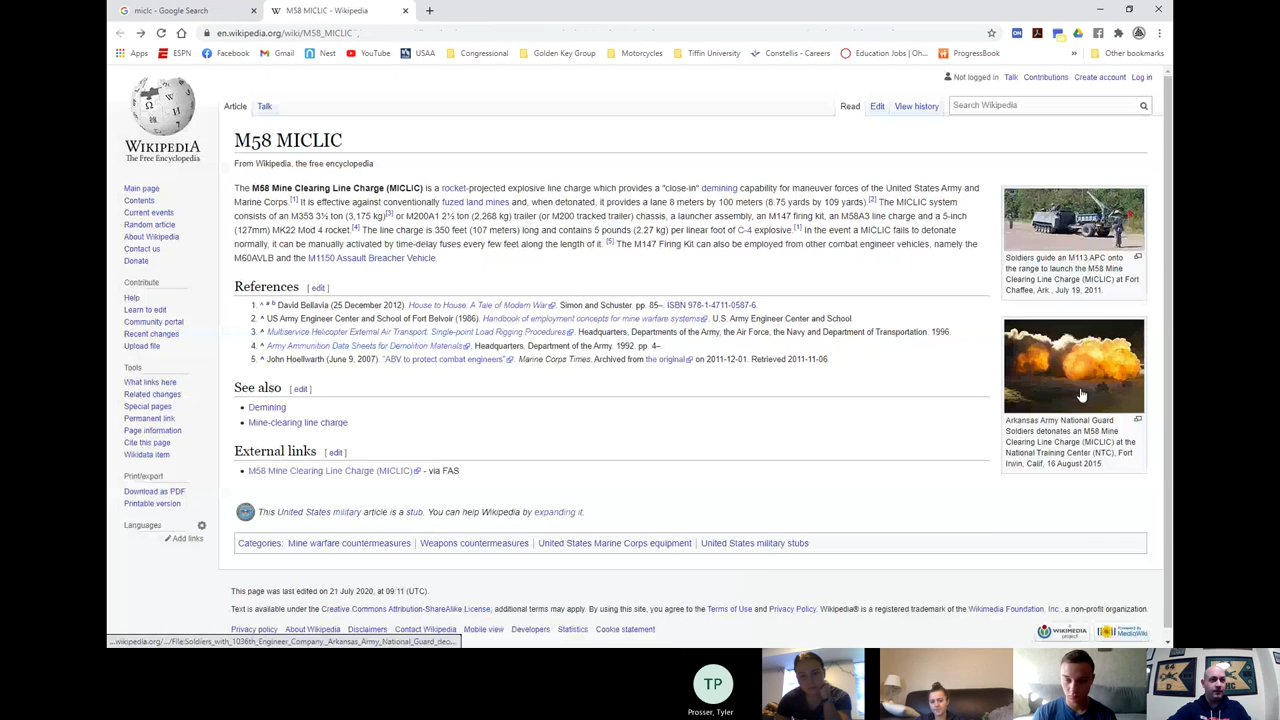 miclc - Google Search
M58 MICLIC - Wikipedia
en.wikipedia.org/wiki/M58_MICLIC
Apps ESPN Facebook Gmail Nest YouTube USAA Congressional Golden Key Group Motorcycles Tiffin University Constellis - Careers Education Jobs | Oh... ProgressBook » Other bookmarks
Not logged in Talk Contributions Create account Log in
Article Talk Read Edit View history Search Wikipedia
WIKIPEDIA
The Free Encyclopedia
Main page
Contents
Current events
Random article
About Wikipedia
Contact us
Donate
Contribute
Help
Learn to edit
Community portal
Recent changes
Upload file
Tools
What links here
Related changes
Special pages
Permanent link
Page information
Cite this page
Wikidata item
Print/export
Download as PDF
Printable version
Languages
Add links
M58 MICLIC
From Wikipedia, the free encyclopedia
The M58 Mine Clearing Line Charge (MICLIC) is a rocket-projected explosive line charge which provides a "close-in" demining capability for maneuver forces of the United States Army and
Marine Corps.[1] It is effective against conventionally fuzed land mines and, when detonated, it provides a lane 8 meters by 100 meters (8.75 yards by 109 yards).[2] The MICLIC system
consists of an M353 3½ ton (3,175 kg)[3] or M200A1 2½ ton (2,268 kg) trailer (or M200 tracked trailer) chassis, a launcher assembly, an M147 firing kit, an M58A3 line charge and a 5-inch
(127mm) MK22 Mod 4 rocket.[4] The line charge is 350 feet (107 meters) long and contains 5 pounds (2.27 kg) per linear foot of C-4 explosive.[1] In the event a MICLIC fails to detonate
normally, it can be manually activated by time-delay fuses every few feet along the length of it. [5] The M147 Firing Kit can also be employed from other combat engineer vehicles, namely the
M60AVLB and the M1150 Assault Breacher Vehicle.
Soldiers guide an M113 APC onto
the range to launch the M58 Mine
Clearing Line Charge (MICLIC) at Fort
Chaffee, Ark., July 19, 2011.
Arkansas Army National Guard
Soldiers detonates an M58 Mine
Clearing Line Charge (MICLIC) at the
National Training Center (NTC), Fort
Irwin, Calif, 16 August 2015.
References [ edit ]
1. ^ a b David Bellavia (25 December 2012). House to House: A Tale of Modern War. Simon and Schuster. pp. 85–. ISBN 978-1-4711-0587-6.
2. ^ US Army Engineer Center and School of Fort Belvoir (1986). Handbook of employment concepts for mine warfare systems. U.S. Army Engineer Center and School.
3. ^ Multiservice Helicopter External Air Transport: Single-point Load Rigging Procedures. Headquarters, Departments of the Army, the Air Force, the Navy and Department of Transportation. 1996.
4. ^ Army Ammunition Data Sheets for Demolition Materials. Headquarters, Department of the Army. 1992. pp. 4–.
5. ^ John Hoellwarth (June 9, 2007). "ABV to protect combat engineers". Marine Corps Times. Archived from the original on 2011-12-01. Retrieved 2011-11-06.
See also [ edit ]
• Demining
• Mine-clearing line charge
External links [ edit ]
• M58 Mine Clearing Line Charge (MICLIC) - via FAS
This United States military article is a stub. You can help Wikipedia by expanding it.
Categories: Mine warfare countermeasures | Weapons countermeasures | United States Marine Corps equipment | United States military stubs
This page was last edited on 21 July 2020, at 09:11 (UTC).
Text is available under the Creative Commons Attribution-ShareAlike License; additional terms may apply. By using this site, you agree to the Terms of Use and Privacy Policy. Wikipedia® is a registered trademark of the Wikimedia Foundation, Inc., a non-profit organization.
Privacy policy About Wikipedia Disclaimers Contact Wikipedia Mobile view Developers Statistics Cookie statement
...wikipedia.org/.../File:Soldiers_with_1036th_Engineer_Company,_Arkansas_Army_National_Guard_deo...
TP
Prosser, Tyler